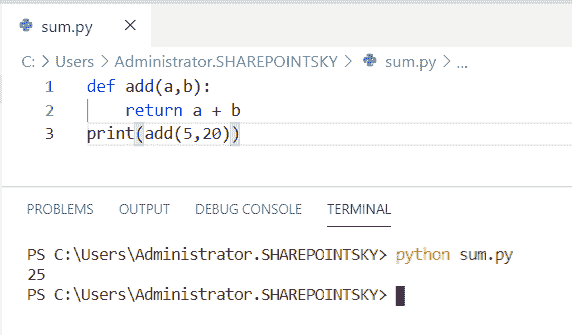 sum.py ×
C: > Users > Administrator.SHAREPOINTSKY > sum.py > ...
1 def add(a,b):
2     return a + b
3 print(add(5,20))
PROBLEMS OUTPUT DEBUG CONSOLE TERMINAL
PS C:\Users\Administrator.SHAREPOINTSKY> python sum.py
25
PS C:\Users\Administrator.SHAREPOINTSKY>